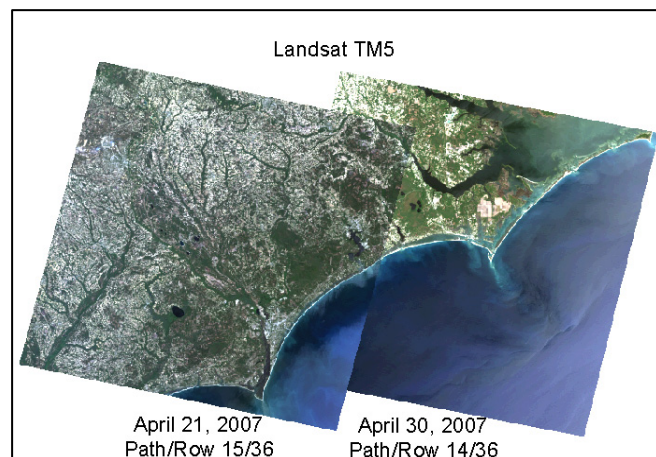 Landsat TM5
April 21, 2007
Path/Row 15/36
April 30, 2007
Path/Row 14/36